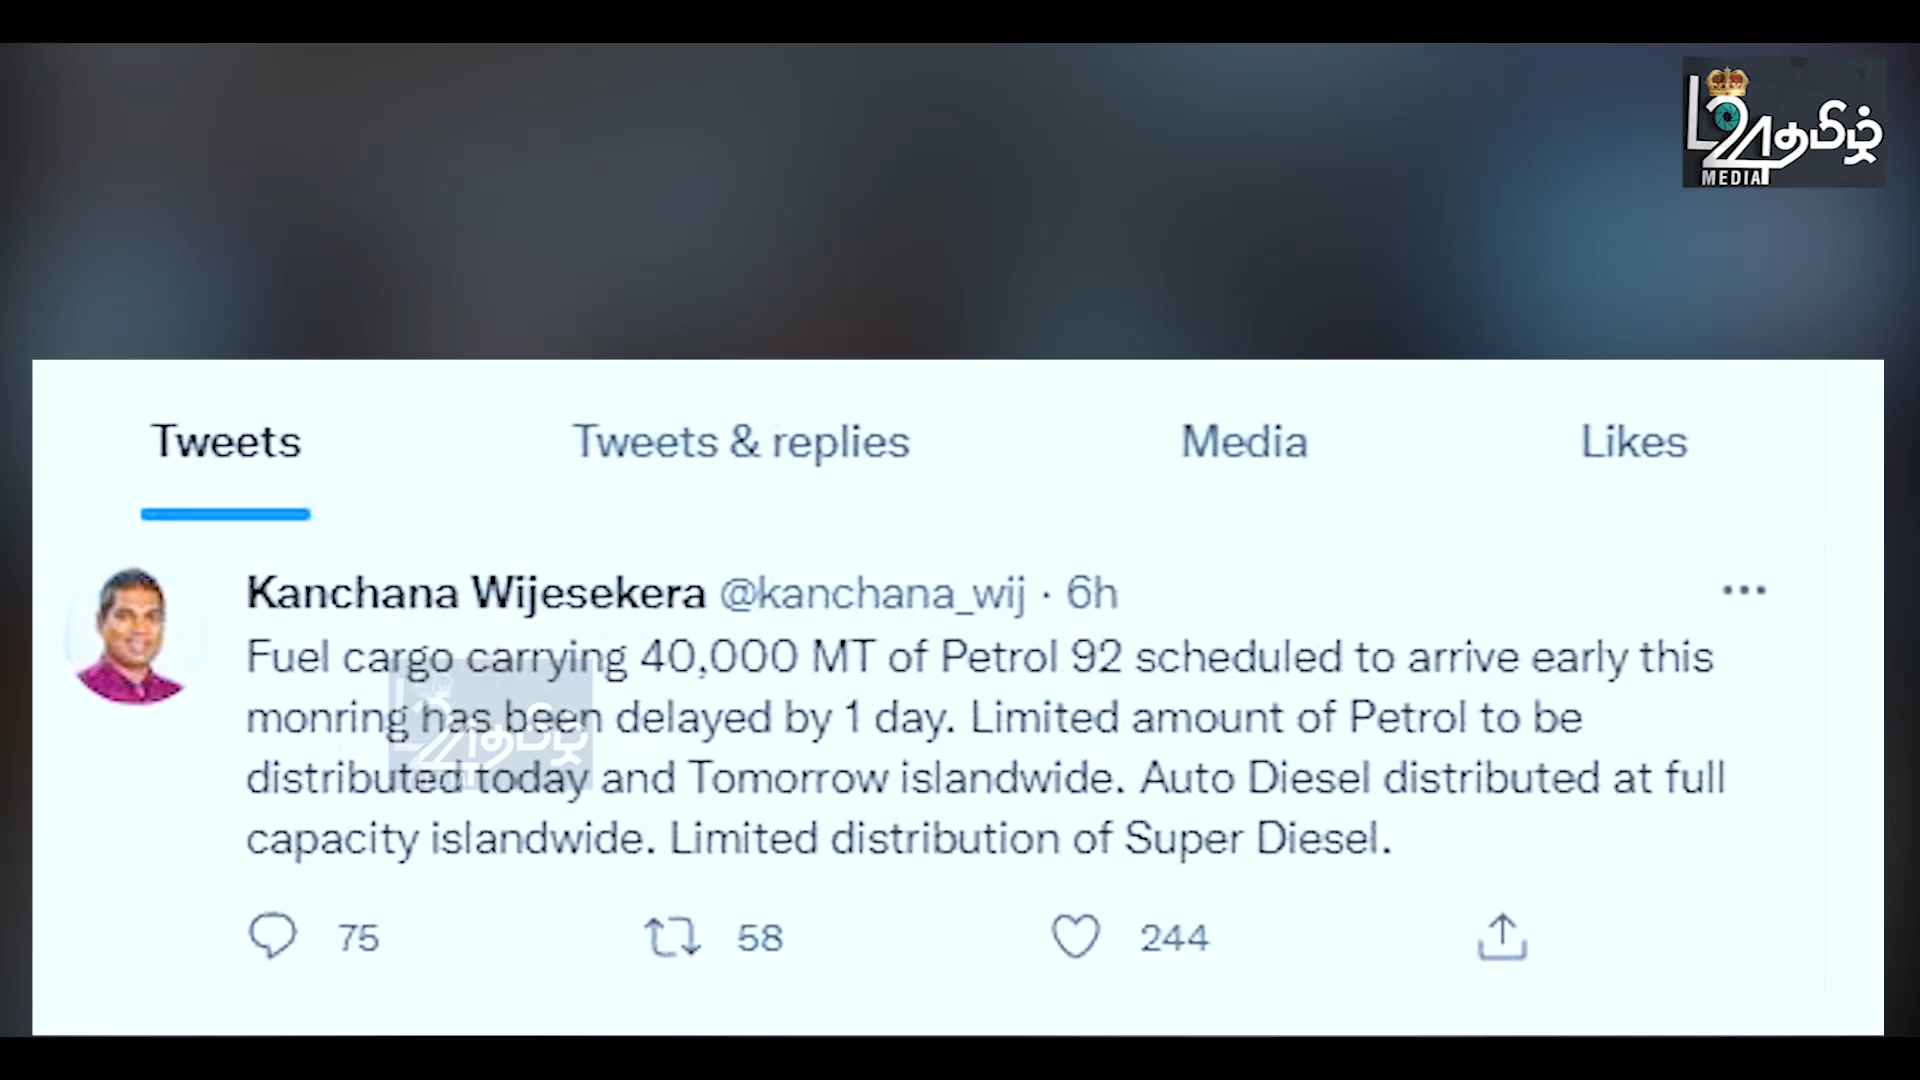 L24தமிழ்
MEDIA
Tweets Tweets & replies Media Likes
Kanchana Wijesekera @kanchana_wij · 6h
Fuel cargo carrying 40,000 MT of Petrol 92 scheduled to arrive early this
monring has been delayed by 1 day. Limited amount of Petrol to be
distributed today and Tomorrow islandwide. Auto Diesel distributed at full
capacity islandwide. Limited distribution of Super Diesel.
75 58 244